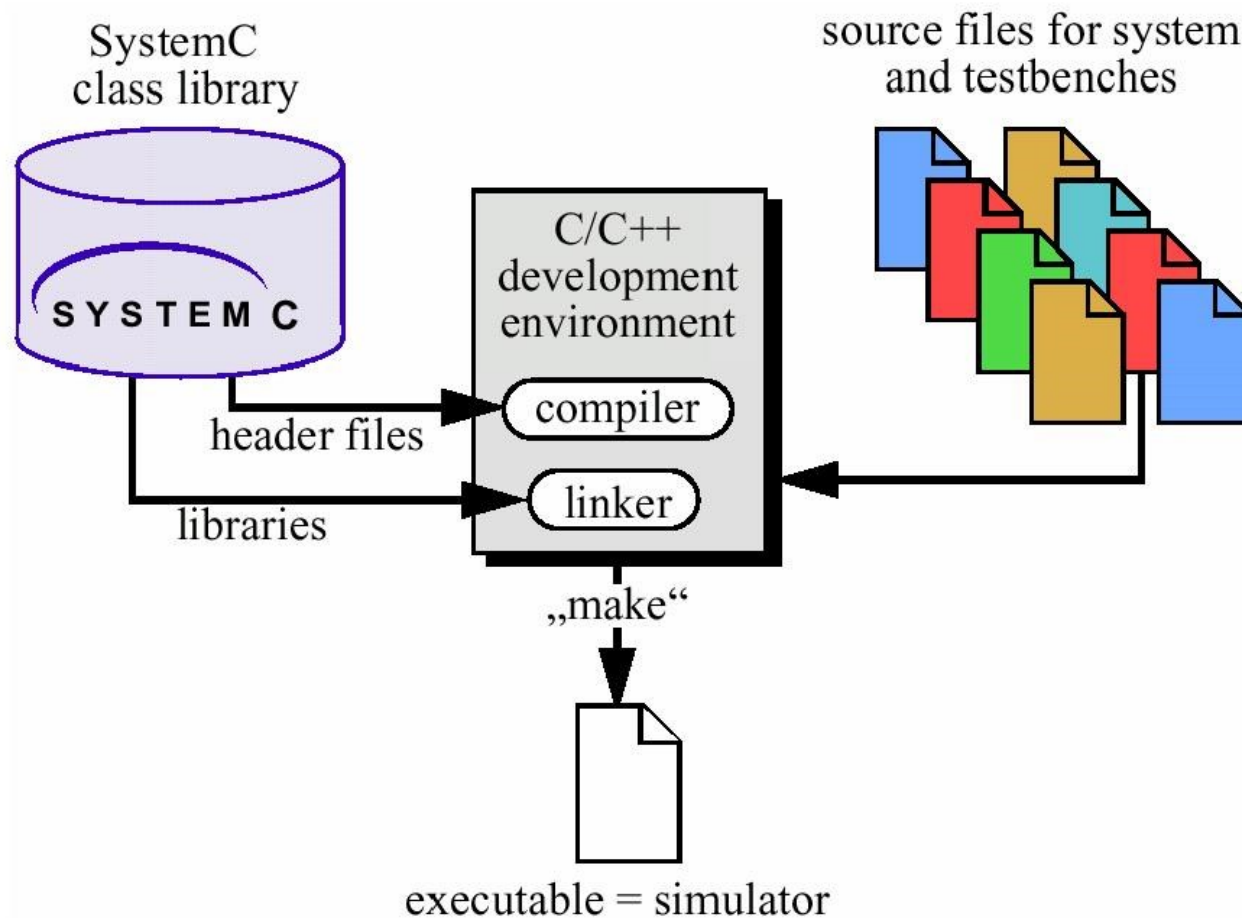 SystemC
class library
source files for system
and testbenches
SYSTEM C
C/C++
development
environment
compiler
header files
linker
libraries
„make“
executable = simulator